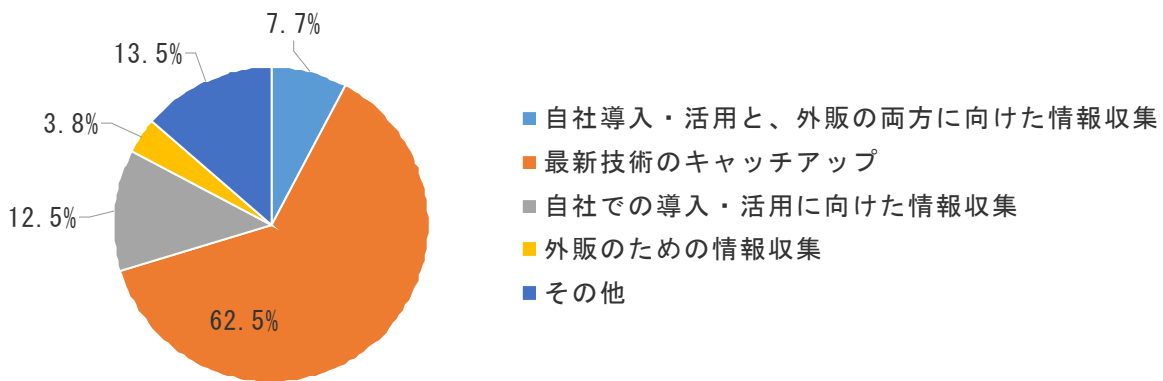 7.7%
13.5%
3.8%
12.5%
62.5%
自社導入・活用と、外販の両方に向けた情報収集
最新技術のキャッチアップ
自社での導入・活用に向けた情報収集
外販のための情報収集
その他